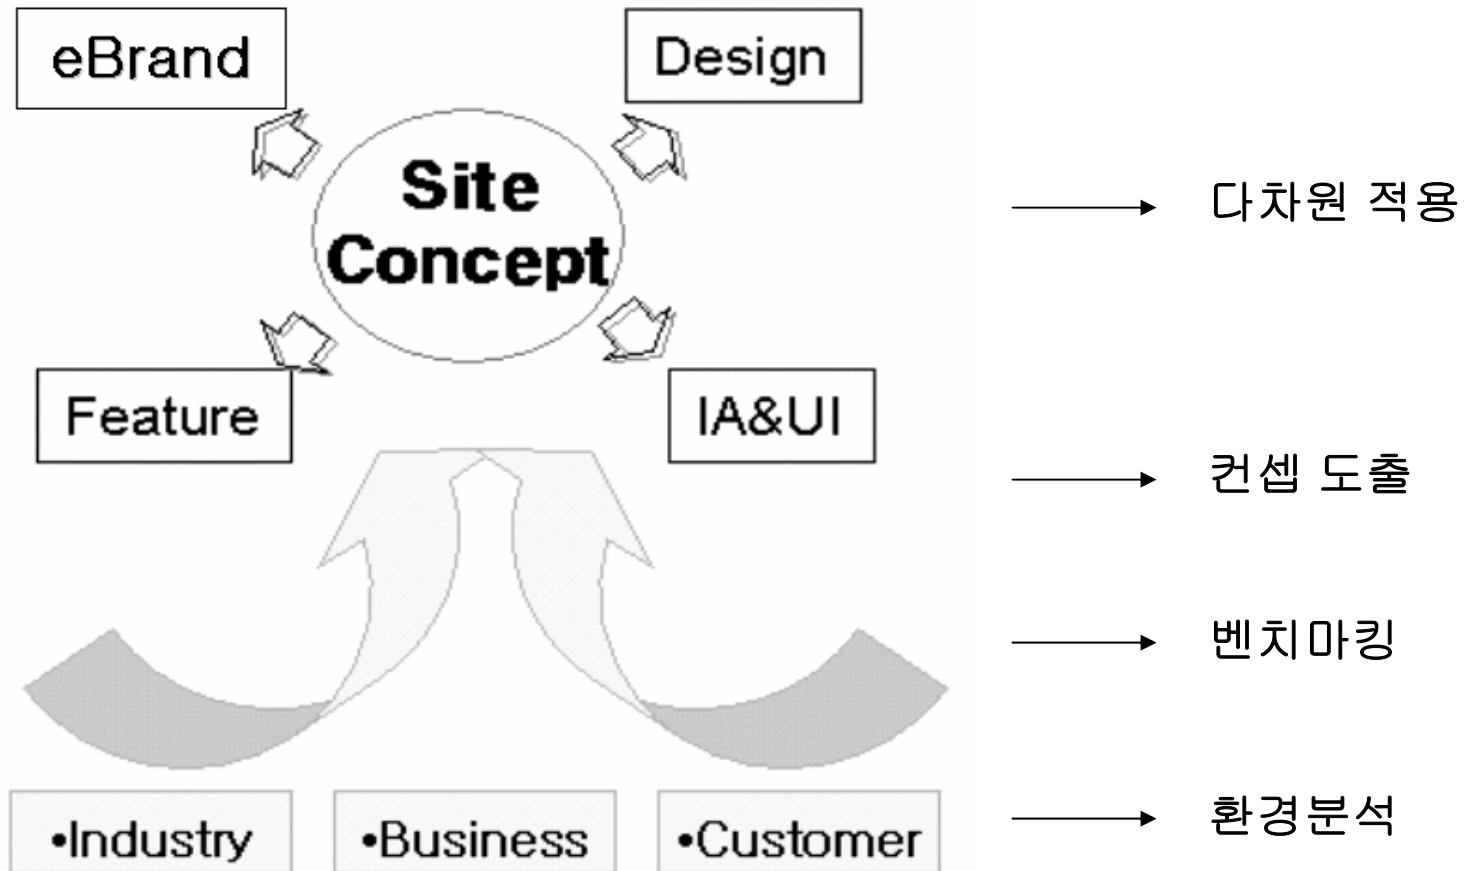 eBrand
Design
Site
Concept
다차원 적용
Feature
IA&UI
컨셉 도출
벤치마킹
•Industry
•Business
•Customer
환경분석